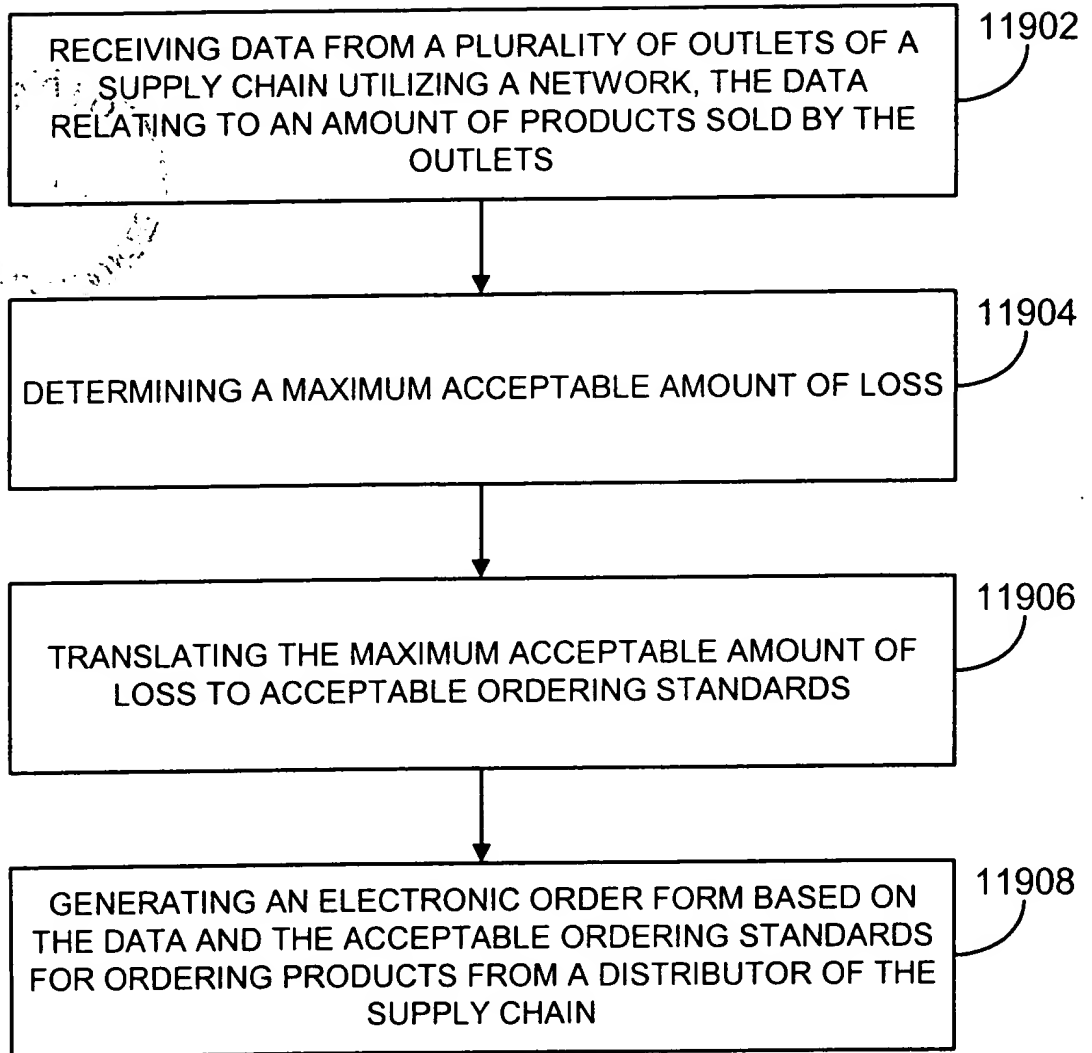 RECEIVING DATA FROM A PLURALITY OF OUTLETS OF A
SUPPLY CHAIN UTILIZING A NETWORK, THE DATA
RELATING TO AN AMOUNT OF PRODUCTS SOLD BY THE
OUTLETS
11902
DETERMINING A MAXIMUM ACCEPTABLE AMOUNT OF LOSS
11904
TRANSLATING THE MAXIMUM ACCEPTABLE AMOUNT OF
LOSS TO ACCEPTABLE ORDERING STANDARDS
11906
GENERATING AN ELECTRONIC ORDER FORM BASED ON
THE DATA AND THE ACCEPTABLE ORDERING STANDARDS
FOR ORDERING PRODUCTS FROM A DISTRIBUTOR OF THE
SUPPLY CHAIN
11908